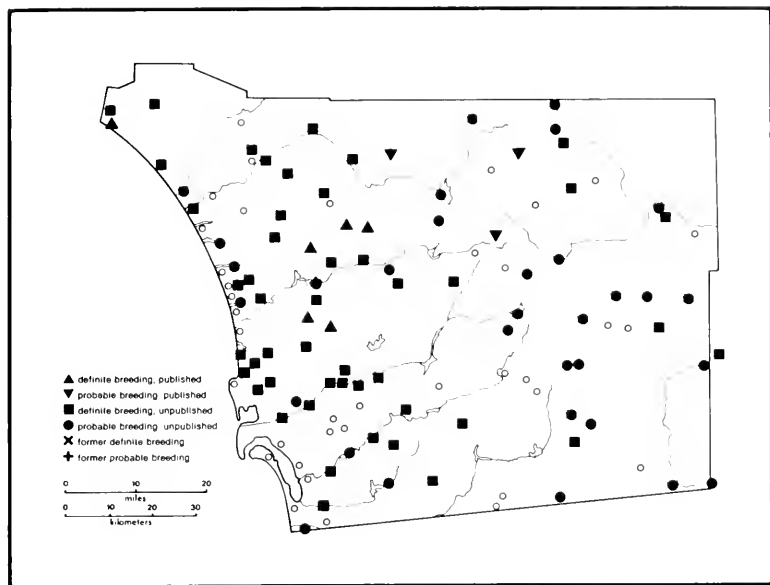 definite breeding, published
probable breeding published
definite breeding, unpublished
probable breeding unpublished
former definite breeding
former probable breeding
0 10 20
miles
0 10 20 30
kilometers